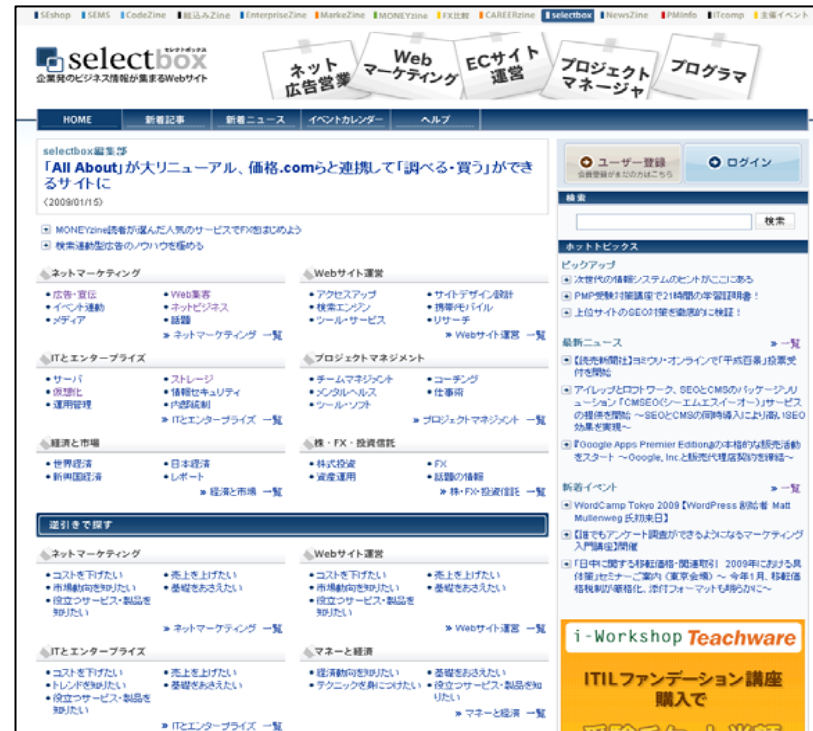 SEshop SEMS CodeZine 組込みZine EnterpriseZine MarkeZine MONEYzine FX比較 CAREERzine selectbox NewsZine PMinfo ITcomp 主催イベント
セレクトボックス
selectbox
企業発のビジネス情報が集まるWebサイト
ネット
広告営業
Web
マーケティング
ECサイト
運営
プロジェクト
マネージャ
プログラマ
HOME 新着記事 新着ニュース イベントカレンダー ヘルプ
selectbox編集部
「All About」が大リニューアル、価格.comらと連携して「調べる・買う」ができ
るサイトに
(2009/01/15)
MONEYzine読者が選んだ人気のサービスでFXをはじめよう
検索連動型広告のノウハウを極める
ネットマーケティング
・広告・宣伝 ・Web集客
・イベント連動 ・ネットビジネス
・メディア ・話題
» ネットマーケティング 一覧
Webサイト運営
・アクセスアップ ・サイトデザイン・設計
・検索エンジン ・携帯・モバイル
・ツール・サービス ・リサーチ
» Webサイト運営 一覧
ITとエンタープライズ
・サーバ ・ストレージ
・仮想化 ・情報セキュリティ
・運用管理 ・内部統制
» ITとエンタープライズ 一覧
プロジェクトマネジメント
・チームマネジメント ・コーチング
・メンタルヘルス ・仕事術
・ツール・ソフト
» プロジェクトマネジメント 一覧
経済と市場
・世界経済 ・日本経済
・新興国経済 ・レポート
» 経済と市場 一覧
株・FX・投資信託
・株式投資 ・FX
・資産運用 ・話題の情報
» 株・FX・投資信託 一覧
逆引きで探す
ネットマーケティング
・コストを下げたい ・売上を上げたい
・市場動向を知りたい ・基礎をおさえたい
・役立つサービス・製品を
知りたい
» ネットマーケティング 一覧
Webサイト運営
・コストを下げたい ・売上を上げたい
・市場動向を知りたい ・基礎をおさえたい
・役立つサービス・製品を
知りたい
» Webサイト運営 一覧
ITとエンタープライズ
・コストを下げたい ・売上を上げたい
・トレンドを知りたい ・基礎をおさえたい
・役立つサービス・製品を
知りたい
» ITとエンタープライズ 一覧
マネーと経済
・経済動向を知りたい ・基礎をおさえたい
・テクニックを身につけたい ・役立つサービス・製品を知
りたい
» マネーと経済 一覧
ユーザー登録
会員登録がまだの方はこちら
ログイン
検索
検索
ホットトピックス
ピックアップ
次世代の情報システムのヒントがここにある
PMP受験対策講座で21時間の学習証明書!
上位サイトのSEO対策を徹底的に検証!
最新ニュース » 一覧
【読売新聞社】ヨミウリ・オンラインで「平成百景」投票受
付を開始
アイレップとロフトワーク、SEOとCMSのパッケージソリ
ューション「CMSEO(シーエムエスイーオー)」サービス
の提供を開始 ～SEOとCMSの同時導入により高いSEO
効果を実現～
『Google Apps Premier Edition』の本格的な販売活動
をスタート ～Google, Inc.と販売代理店契約を締結～
新着イベント » 一覧
WordCamp Tokyo 2009【WordPress 創始者 Matt
Mullenweg 氏初来日】
【誰でもアンケート調査ができるようになるマーケティング
入門講座】開催
「日中に関する移転価格・関連取引 2009年における具
付策」セミナーご案内 (東京会場) ～ 今年1月、移転価
格税制が厳格化、添付フォーマットも明らかに～
i-Workshop Teachware
ITILファンデーション講座
購入で